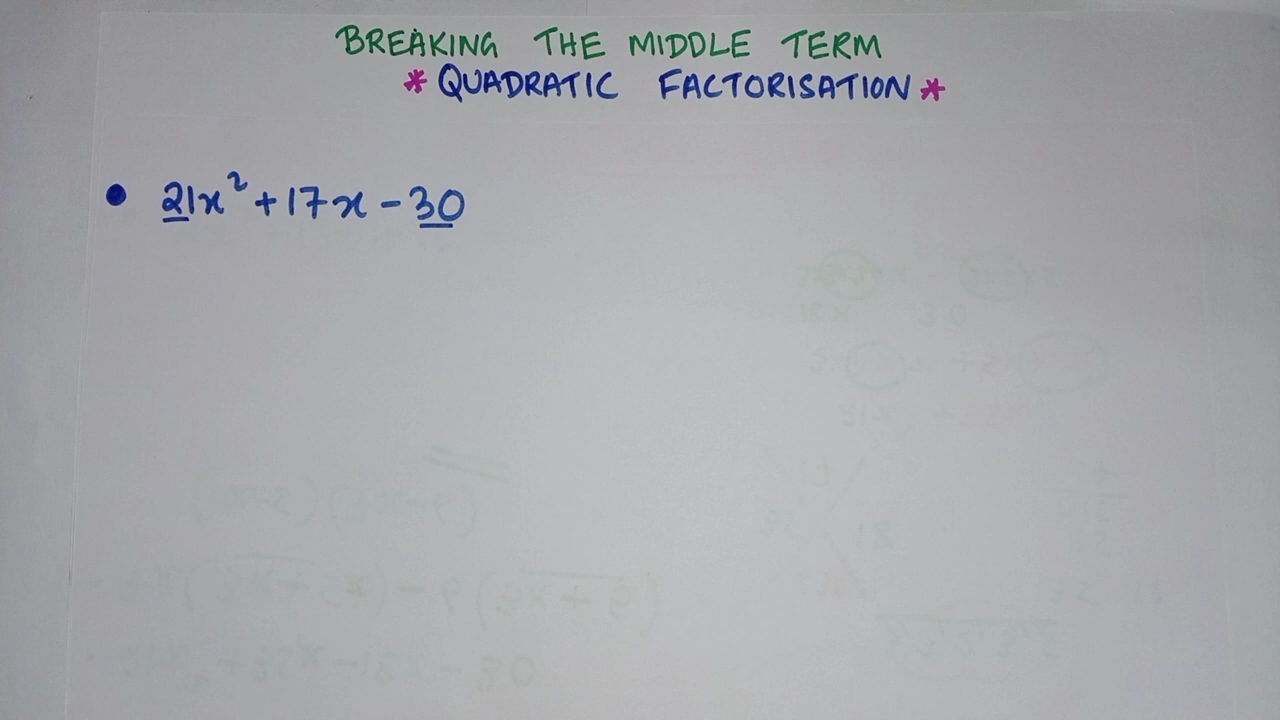 BREAKING THE MIDDLE TERM
* QUADRATIC FACTORISATION *
• 21x² + 17x - 30